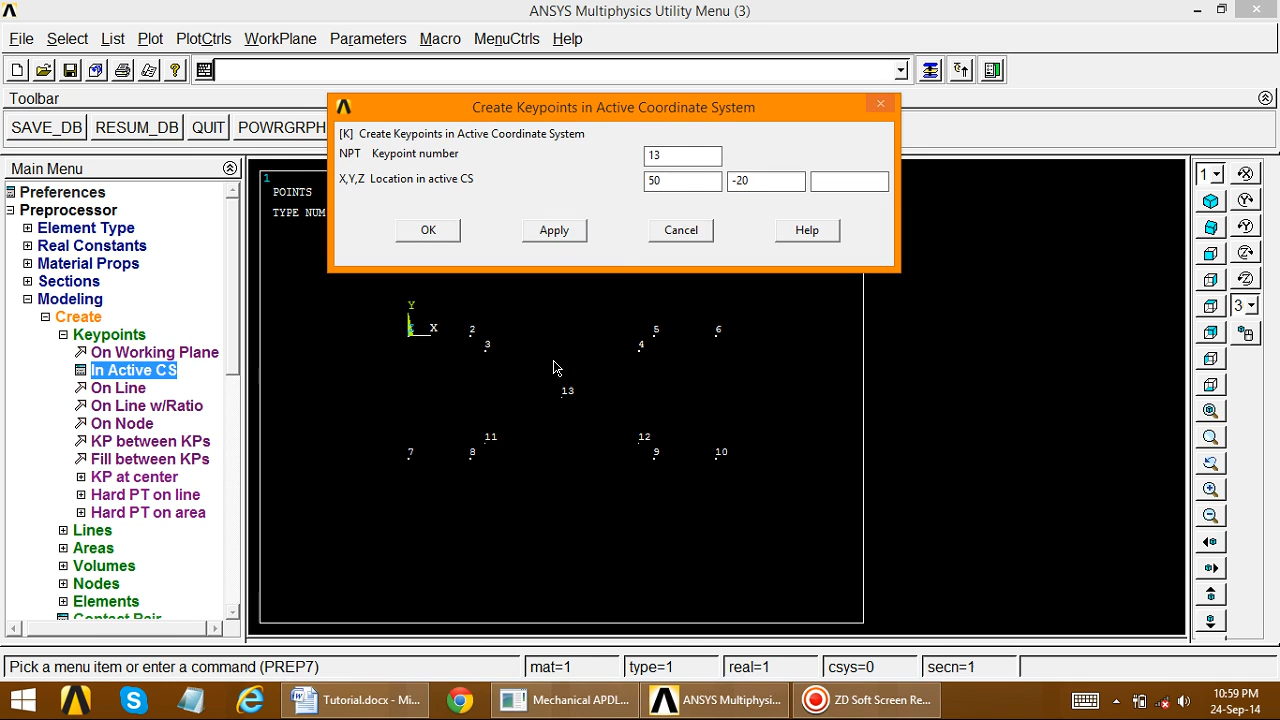 ANSYS Multiphysics Utility Menu (3)
File Select List Plot PlotCtrls WorkPlane Parameters Macro MenuCtrls Help
Toolbar
SAVE_DB RESUM_DB QUIT POWRGRPH
Create Keypoints in Active Coordinate System
[K] Create Keypoints in Active Coordinate System
NPT Keypoint number 13
X,Y,Z Location in active CS 50 -20
OK Apply Cancel Help
Main Menu
Preferences
Preprocessor
Element Type
Real Constants
Material Props
Sections
Modeling
Create
Keypoints
On Working Plane
In Active CS
On Line
On Line w/Ratio
On Node
KP between KPs
Fill between KPs
KP at center
Hard PT on line
Hard PT on area
Lines
Areas
Volumes
Nodes
Elements
Contact Pair
1
POINTS
TYPE NUM
Y
X
2 5 6
3 4
13
11 12
7 8 9 10
1
3
Pick a menu item or enter a command (PREP7) mat=1 type=1 real=1 csys=0 secn=1
Tutorial.docx - Mi... Mechanical APDL... ANSYS Multiphysi... ZD Soft Screen Re...
10:59 PM
24-Sep-14